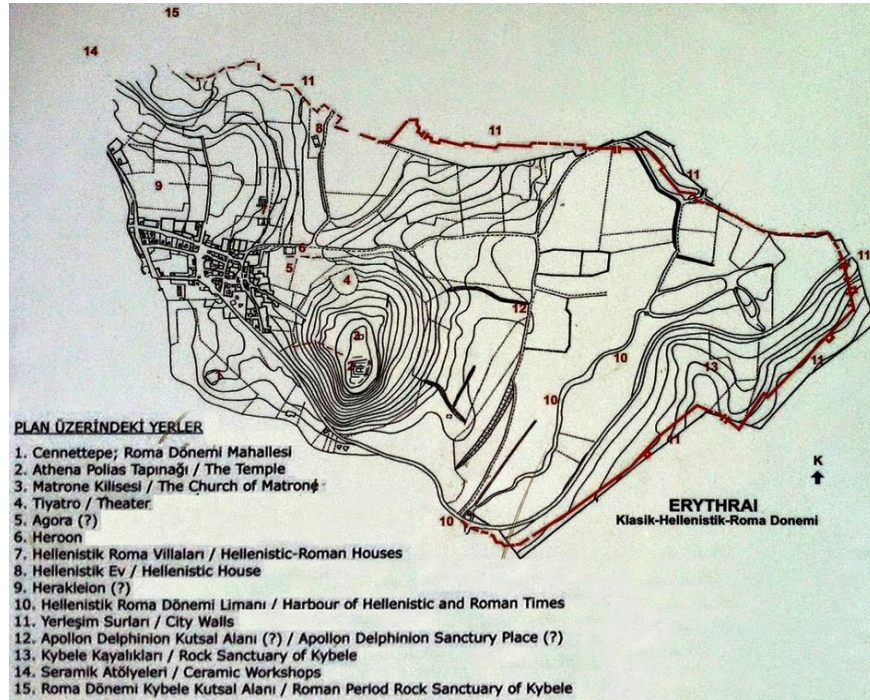 15
14
11
11
8
11
9
7
6
11
5
4
12
10
11
13
10
11
10
K
ERYTHRAI
Klasik-Hellenistik-Roma Donemi
PLAN ÜZERİNDEKİ YERLER
1. Cennettepe; Roma Dönemi Mahallesi
2. Athena Polias Tapınağı / The Temple
3. Matrone Kilisesi / The Church of Matrone
4. Tiyatro / Theater
5. Agora (?)
6. Heroon
7. Hellenistik Roma Villaları / Hellenistic-Roman Houses
8. Hellenistik Ev / Hellenistic House
9. Herakleion (?)
10. Hellenistik Roma Dönemi Limanı / Harbour of Hellenistic and Roman Times
11. Yerleşim Surları / City Walls
12. Apollon Delphinion Kutsal Alanı (?) / Apollon Delphinion Sanctury Place (?)
13. Kybele Kayalıkları / Rock Sanctuary of Kybele
14. Seramik Atölyeleri / Ceramic Workshops
15. Roma Dönemi Kybele Kutsal Alanı / Roman Period Rock Sanctuary of Kybele